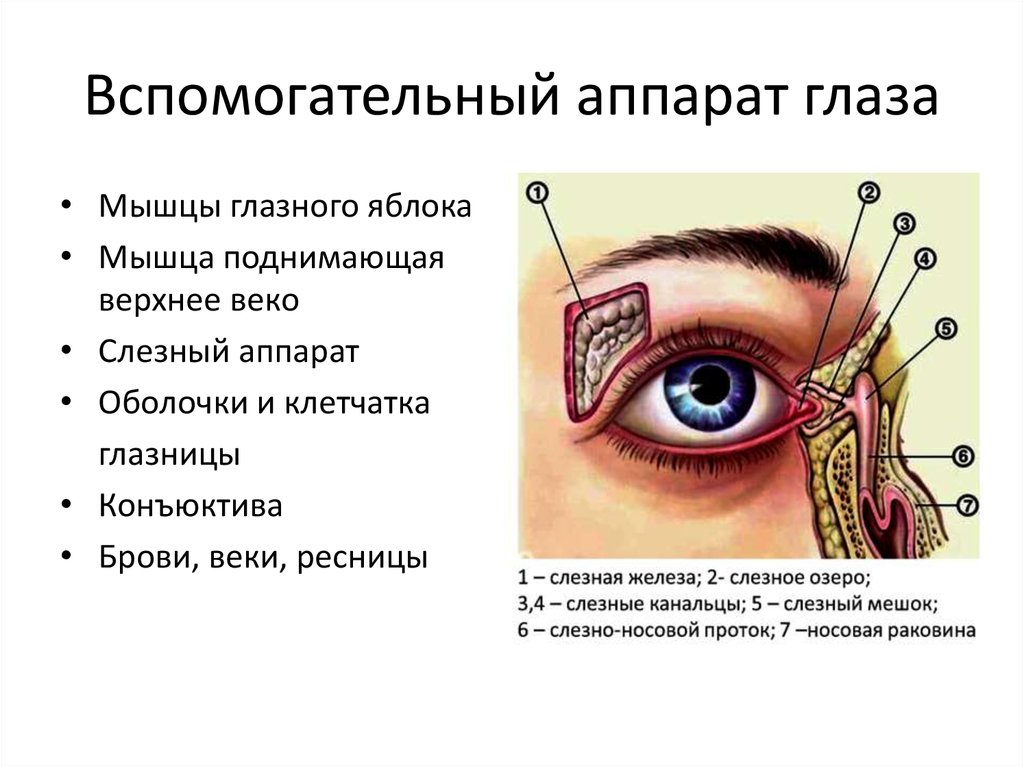 Вспомогательный аппарат глаза
• Мышцы глазного яблока
• Мышца поднимающая
верхнее веко
• Слезный аппарат
• Оболочки и клетчатка
глазницы
• Конъюктива
• Брови, веки, ресницы
1
2
3
4
5
6
7
1 – слезная железа; 2- слезное озеро;
3,4 – слезные канальцы; 5 – слезный мешок;
6 – слезно-носовой проток; 7 –носовая раковина